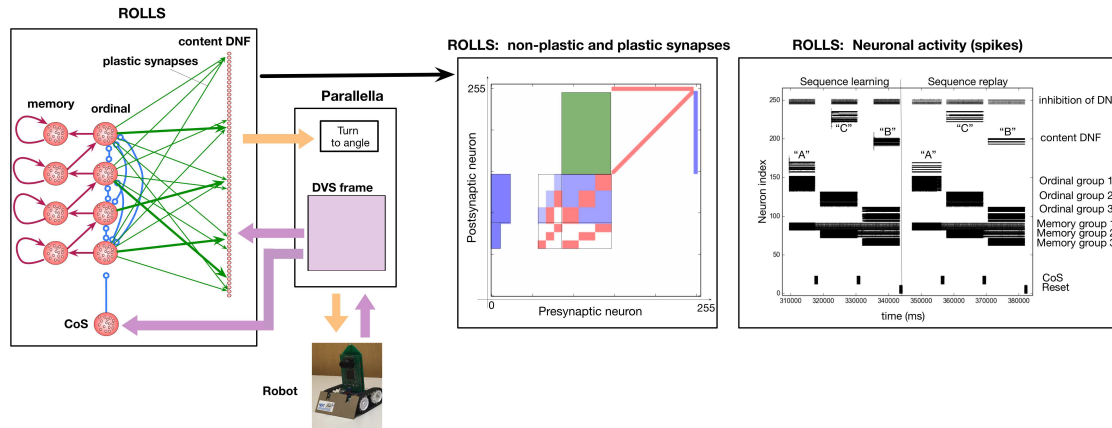 ROLLS
content DNF
plastic synapses
memory
ordinal
CoS
Parallella
Turn
to angle
DVS frame
Robot
ROLLS: non-plastic and plastic synapses
255
Postsynaptic neuron
0
255
Presynaptic neuron
ROLLS: Neuronal activity (spikes)
Sequence learning
Sequence replay
250
200
150
100
50
0
Neuron index
"A"
"C"
"B"
"A"
"C"
"B"
inhibition of DN
content DNF
Ordinal group 1
Ordinal group 2
Ordinal group 3
Memory group 1
Memory group 2
Memory group 3
CoS
Reset
310000 320000 330000 340000 350000 360000 370000 380000
time (ms)